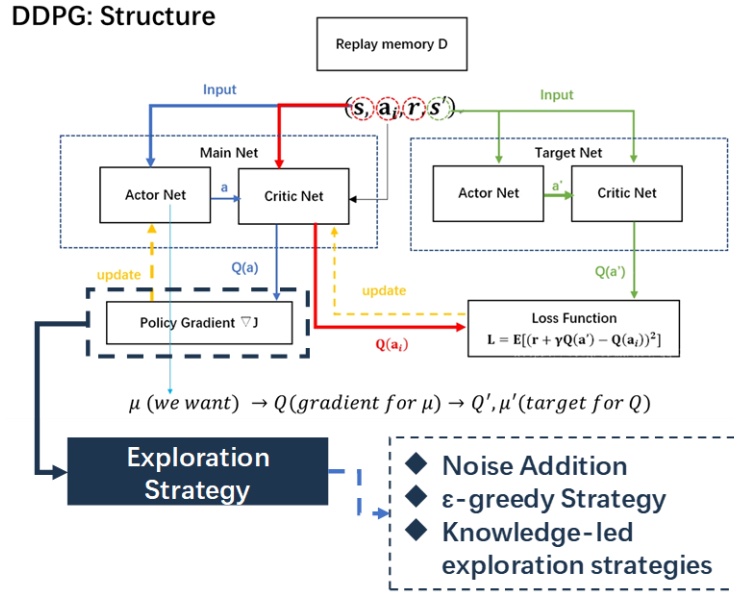 DDPG: Structure
Replay memory D
Input
(s, aᵢ, r, s′).
Input
Main Net
Target Net
Actor Net
a
Critic Net
Actor Net
a'
Critic Net
update
Q(a)
update
Q(a')
Policy Gradient ▽J
Q(aᵢ)
Loss Function
L = E[(r + γQ(a') − Q(aᵢ))²]
μ (we want) → Q(gradient for μ) → Q′, μ′(target for Q)
Exploration
Strategy
◆ Noise Addition
◆ ε-greedy Strategy
◆ Knowledge-led
exploration strategies